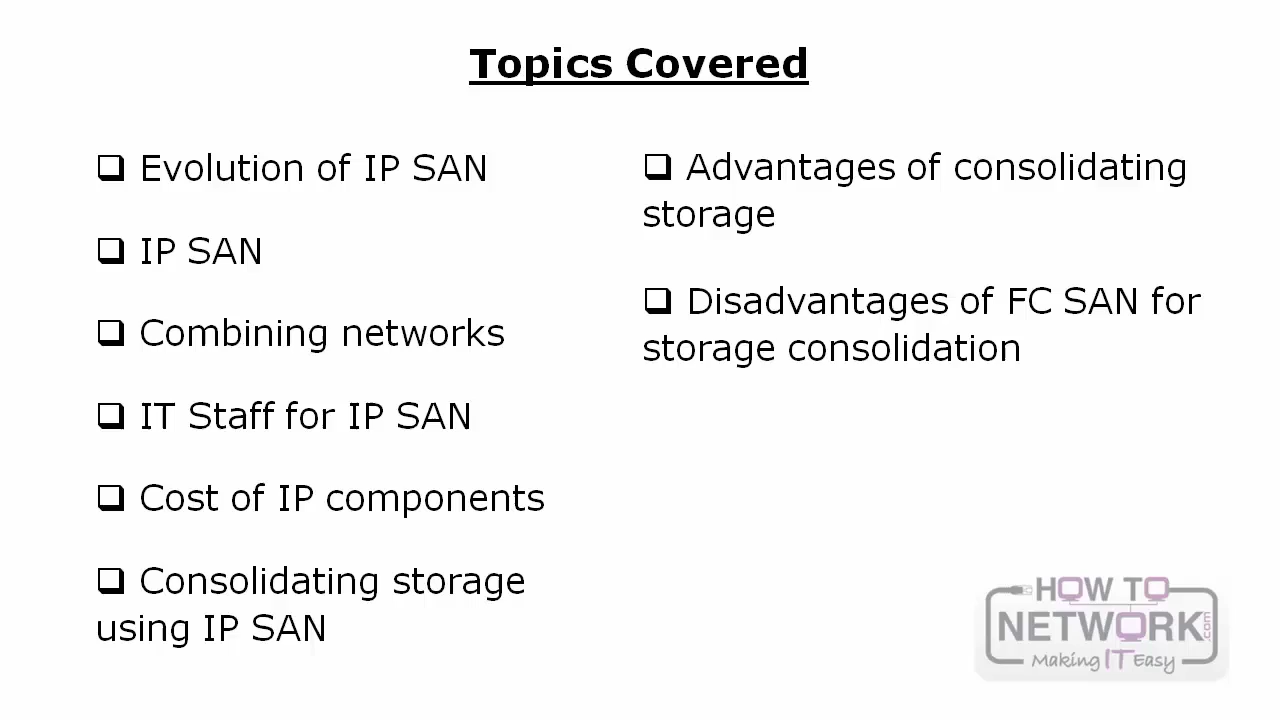 Topics Covered
❑ Evolution of IP SAN
❑ IP SAN
❑ Combining networks
❑ IT Staff for IP SAN
❑ Cost of IP components
❑ Consolidating storage
using IP SAN
❑ Advantages of consolidating
storage
❑ Disadvantages of FC SAN for
storage consolidation
HOW TO
NETWORK.com
Making IT Easy